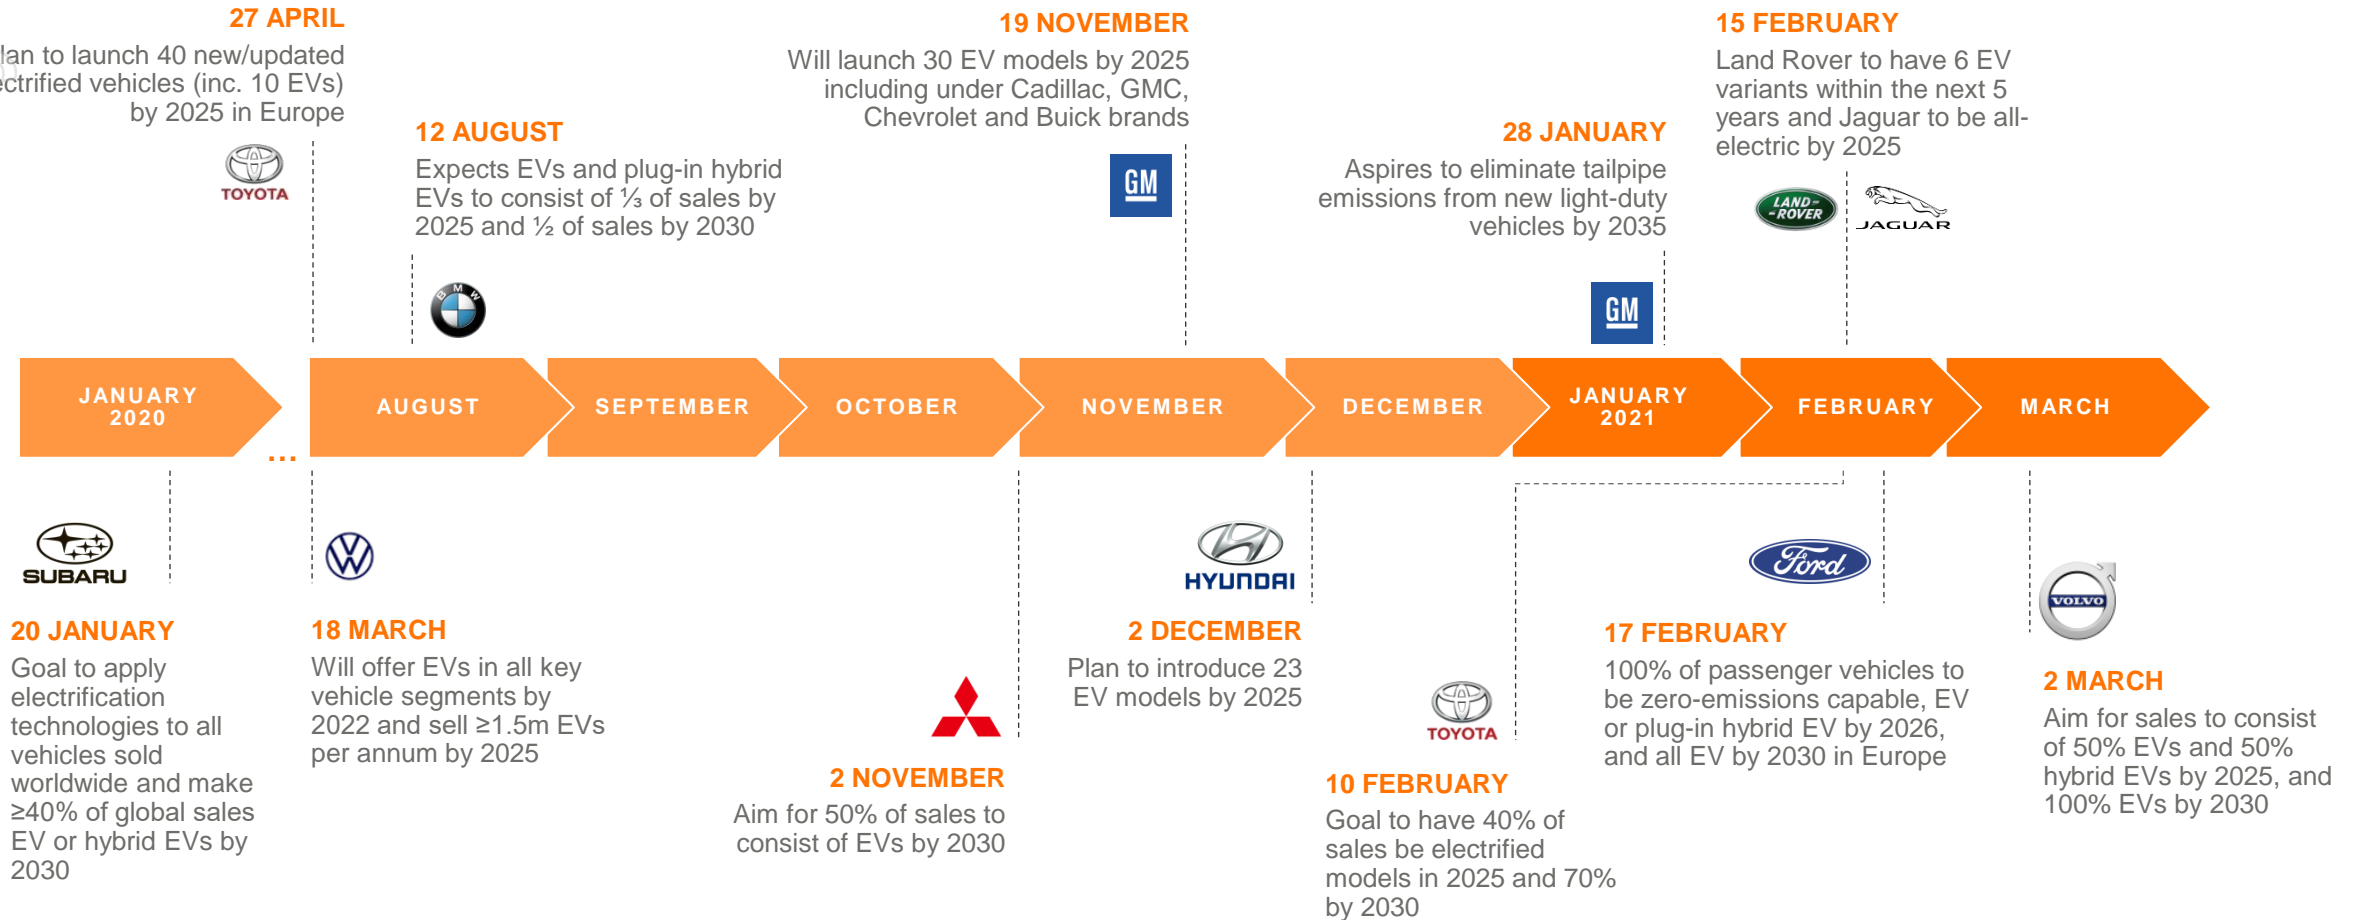 27 APRIL
lan to launch 40 new/updated
ectrified vehicles (inc. 10 EVs)
by 2025 in Europe
TOYOTA
12 AUGUST
Expects EVs and plug-in hybrid
EVs to consist of ⅓ of sales by
2025 and ½ of sales by 2030
BMW
19 NOVEMBER
Will launch 30 EV models by 2025
including under Cadillac, GMC,
Chevrolet and Buick brands
GM
28 JANUARY
Aspires to eliminate tailpipe
emissions from new light-duty
vehicles by 2035
GM
15 FEBRUARY
Land Rover to have 6 EV
variants within the next 5
years and Jaguar to be all-
electric by 2025
LAND-
-ROVER
JAGUAR
JANUARY
2020
...
AUGUST
SEPTEMBER
OCTOBER
NOVEMBER
DECEMBER
JANUARY
2021
FEBRUARY
MARCH
SUBARU
20 JANUARY
Goal to apply
electrification
technologies to all
vehicles sold
worldwide and make
≥40% of global sales
EV or hybrid EVs by
2030
VW
18 MARCH
Will offer EVs in all key
vehicle segments by
2022 and sell ≥1.5m EVs
per annum by 2025
2 NOVEMBER
Aim for 50% of sales to
consist of EVs by 2030
HYUNDAI
2 DECEMBER
Plan to introduce 23
EV models by 2025
TOYOTA
10 FEBRUARY
Goal to have 40% of
sales be electrified
models in 2025 and 70%
by 2030
Ford
17 FEBRUARY
100% of passenger vehicles to
be zero-emissions capable, EV
or plug-in hybrid EV by 2026,
and all EV by 2030 in Europe
VOLVO
2 MARCH
Aim for sales to consist
of 50% EVs and 50%
hybrid EVs by 2025, and
100% EVs by 2030